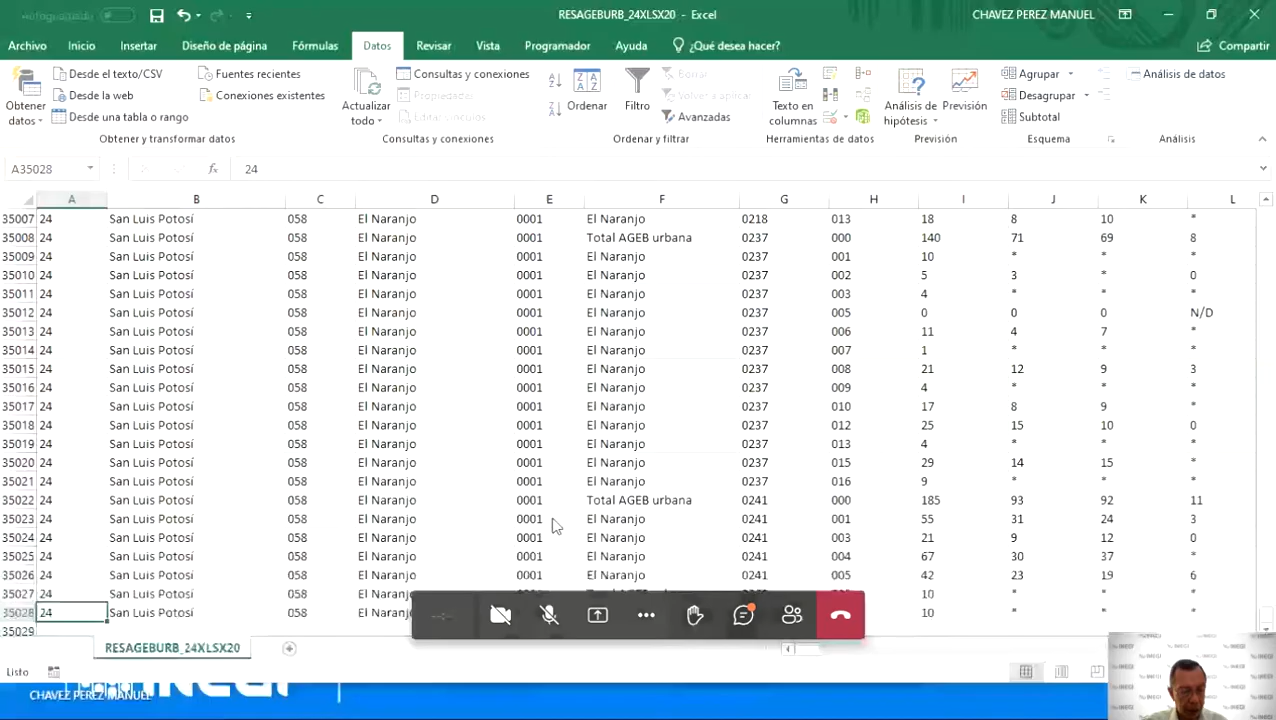 RESAGEBURB_24XLSX20 - Excel CHAVEZ PEREZ MANUEL
Archivo Inicio Insertar Diseño de página Fórmulas Datos Revisar Vista Programador Ayuda ¿Qué desea hacer? Compartir
Obtener datos Desde el texto/CSV Desde la web Desde una tabla o rango Fuentes recientes Conexiones existentes
Obtener y transformar datos
Actualizar todo Consultas y conexiones Propiedades Editar vínculos
Consultas y conexiones
Ordenar Filtro Borrar Volver a aplicar Avanzadas
Ordenar y filtrar
Texto en columnas
Herramientas de datos
Análisis de hipótesis Previsión
Previsión
Agrupar Desagrupar Subtotal
Esquema
Análisis de datos
Análisis
A35028 fx 24
A B C D E F G H I J K L
35007 24 San Luis Potosí 058 El Naranjo 0001 El Naranjo 0218 013 18 8 10 *
35008 24 San Luis Potosí 058 El Naranjo 0001 Total AGEB urbana 0237 000 140 71 69 8
35009 24 San Luis Potosí 058 El Naranjo 0001 El Naranjo 0237 001 10 * * *
35010 24 San Luis Potosí 058 El Naranjo 0001 El Naranjo 0237 002 5 3 * 0
35011 24 San Luis Potosí 058 El Naranjo 0001 El Naranjo 0237 003 4 * * *
35012 24 San Luis Potosí 058 El Naranjo 0001 El Naranjo 0237 005 0 0 0 N/D
35013 24 San Luis Potosí 058 El Naranjo 0001 El Naranjo 0237 006 11 4 7 *
35014 24 San Luis Potosí 058 El Naranjo 0001 El Naranjo 0237 007 1 * * *
35015 24 San Luis Potosí 058 El Naranjo 0001 El Naranjo 0237 008 21 12 9 3
35016 24 San Luis Potosí 058 El Naranjo 0001 El Naranjo 0237 009 4 * * *
35017 24 San Luis Potosí 058 El Naranjo 0001 El Naranjo 0237 010 17 8 9 *
35018 24 San Luis Potosí 058 El Naranjo 0001 El Naranjo 0237 012 25 15 10 0
35019 24 San Luis Potosí 058 El Naranjo 0001 El Naranjo 0237 013 4 * * *
35020 24 San Luis Potosí 058 El Naranjo 0001 El Naranjo 0237 015 29 14 15 *
35021 24 San Luis Potosí 058 El Naranjo 0001 El Naranjo 0237 016 9 * * *
35022 24 San Luis Potosí 058 El Naranjo 0001 Total AGEB urbana 0241 000 185 93 92 11
35023 24 San Luis Potosí 058 El Naranjo 0001 El Naranjo 0241 001 55 31 24 3
35024 24 San Luis Potosí 058 El Naranjo 0001 El Naranjo 0241 003 21 9 12 0
35025 24 San Luis Potosí 058 El Naranjo 0001 El Naranjo 0241 004 67 30 37 *
35026 24 San Luis Potosí 058 El Naranjo 0001 El Naranjo 0241 005 42 23 19 6
35027 24 San Luis Potosí 058 El Naranjo 10 * * *
35028 24 San Luis Potosí 058 El Naranjo 10 * * *
35029
RESAGEBURB_24XLSX20
Listo
CHAVEZ PEREZ MANUEL